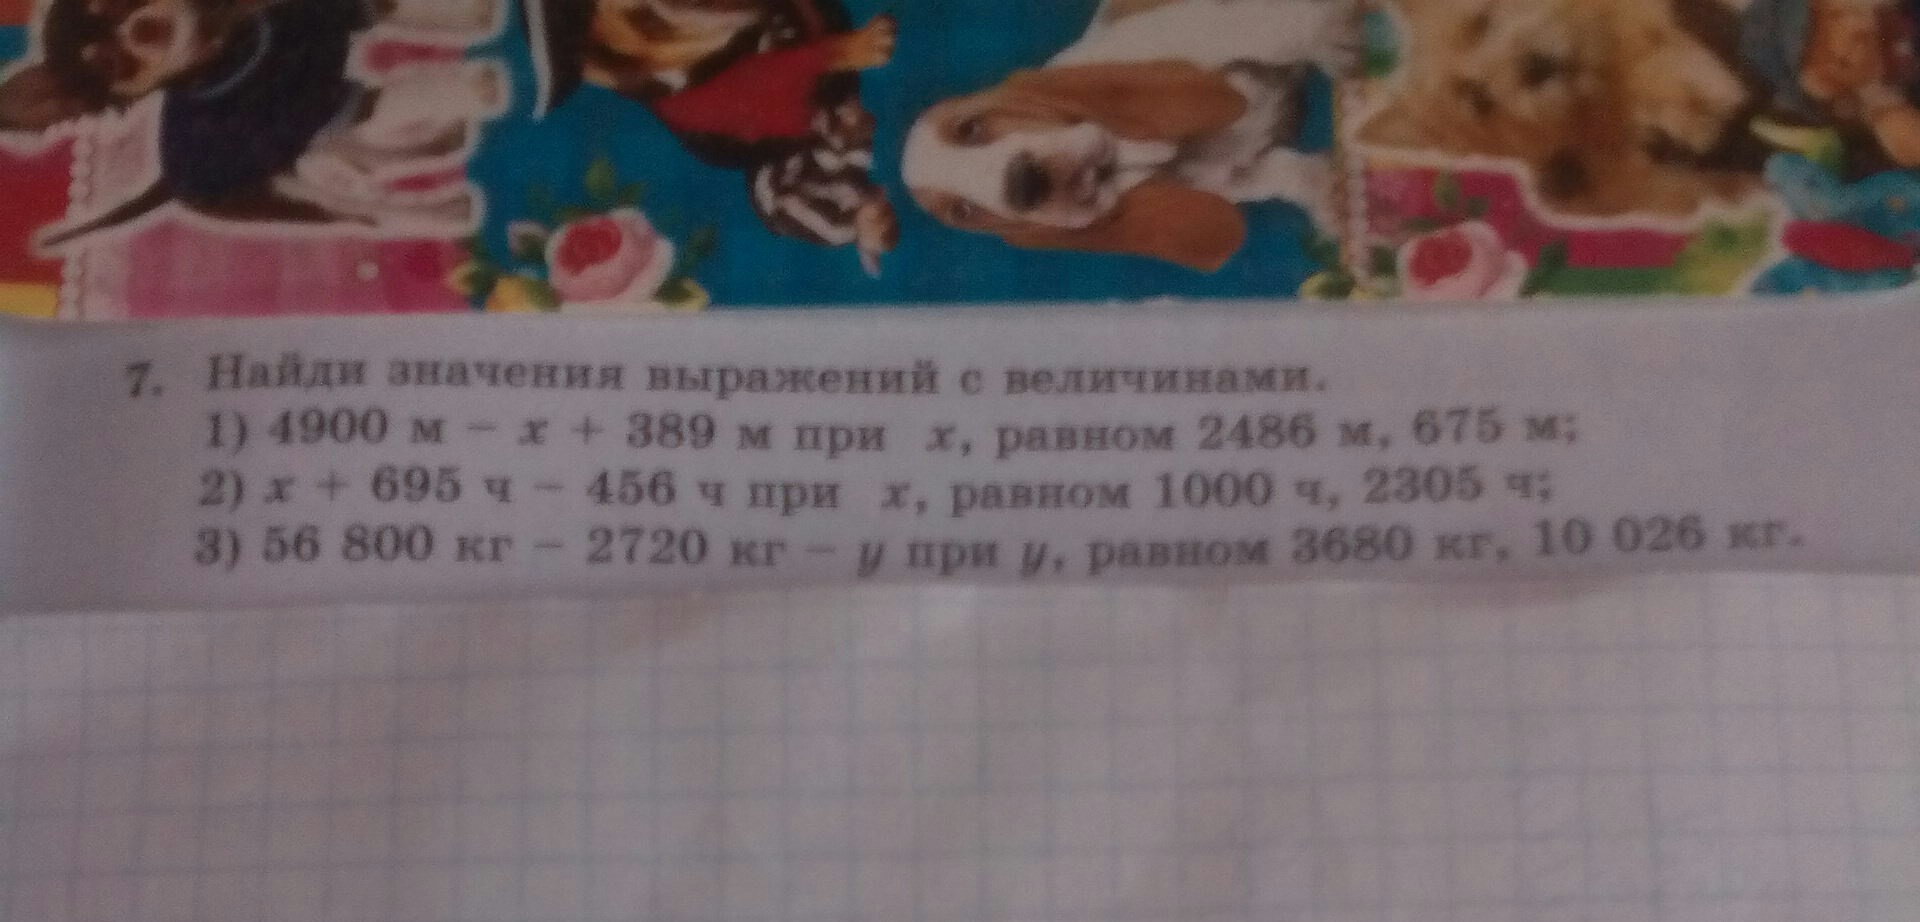 7. Найди значения выражений с величинами.
1) 4900 м – x + 389 м при x, равном 2486 м, 675 м;
2) x + 695 ч – 456 ч при x, равном 1000 ч, 2305 ч;
3) 56 800 кг – 2720 кг – y при y, равном 3680 кг, 10 026 кг.